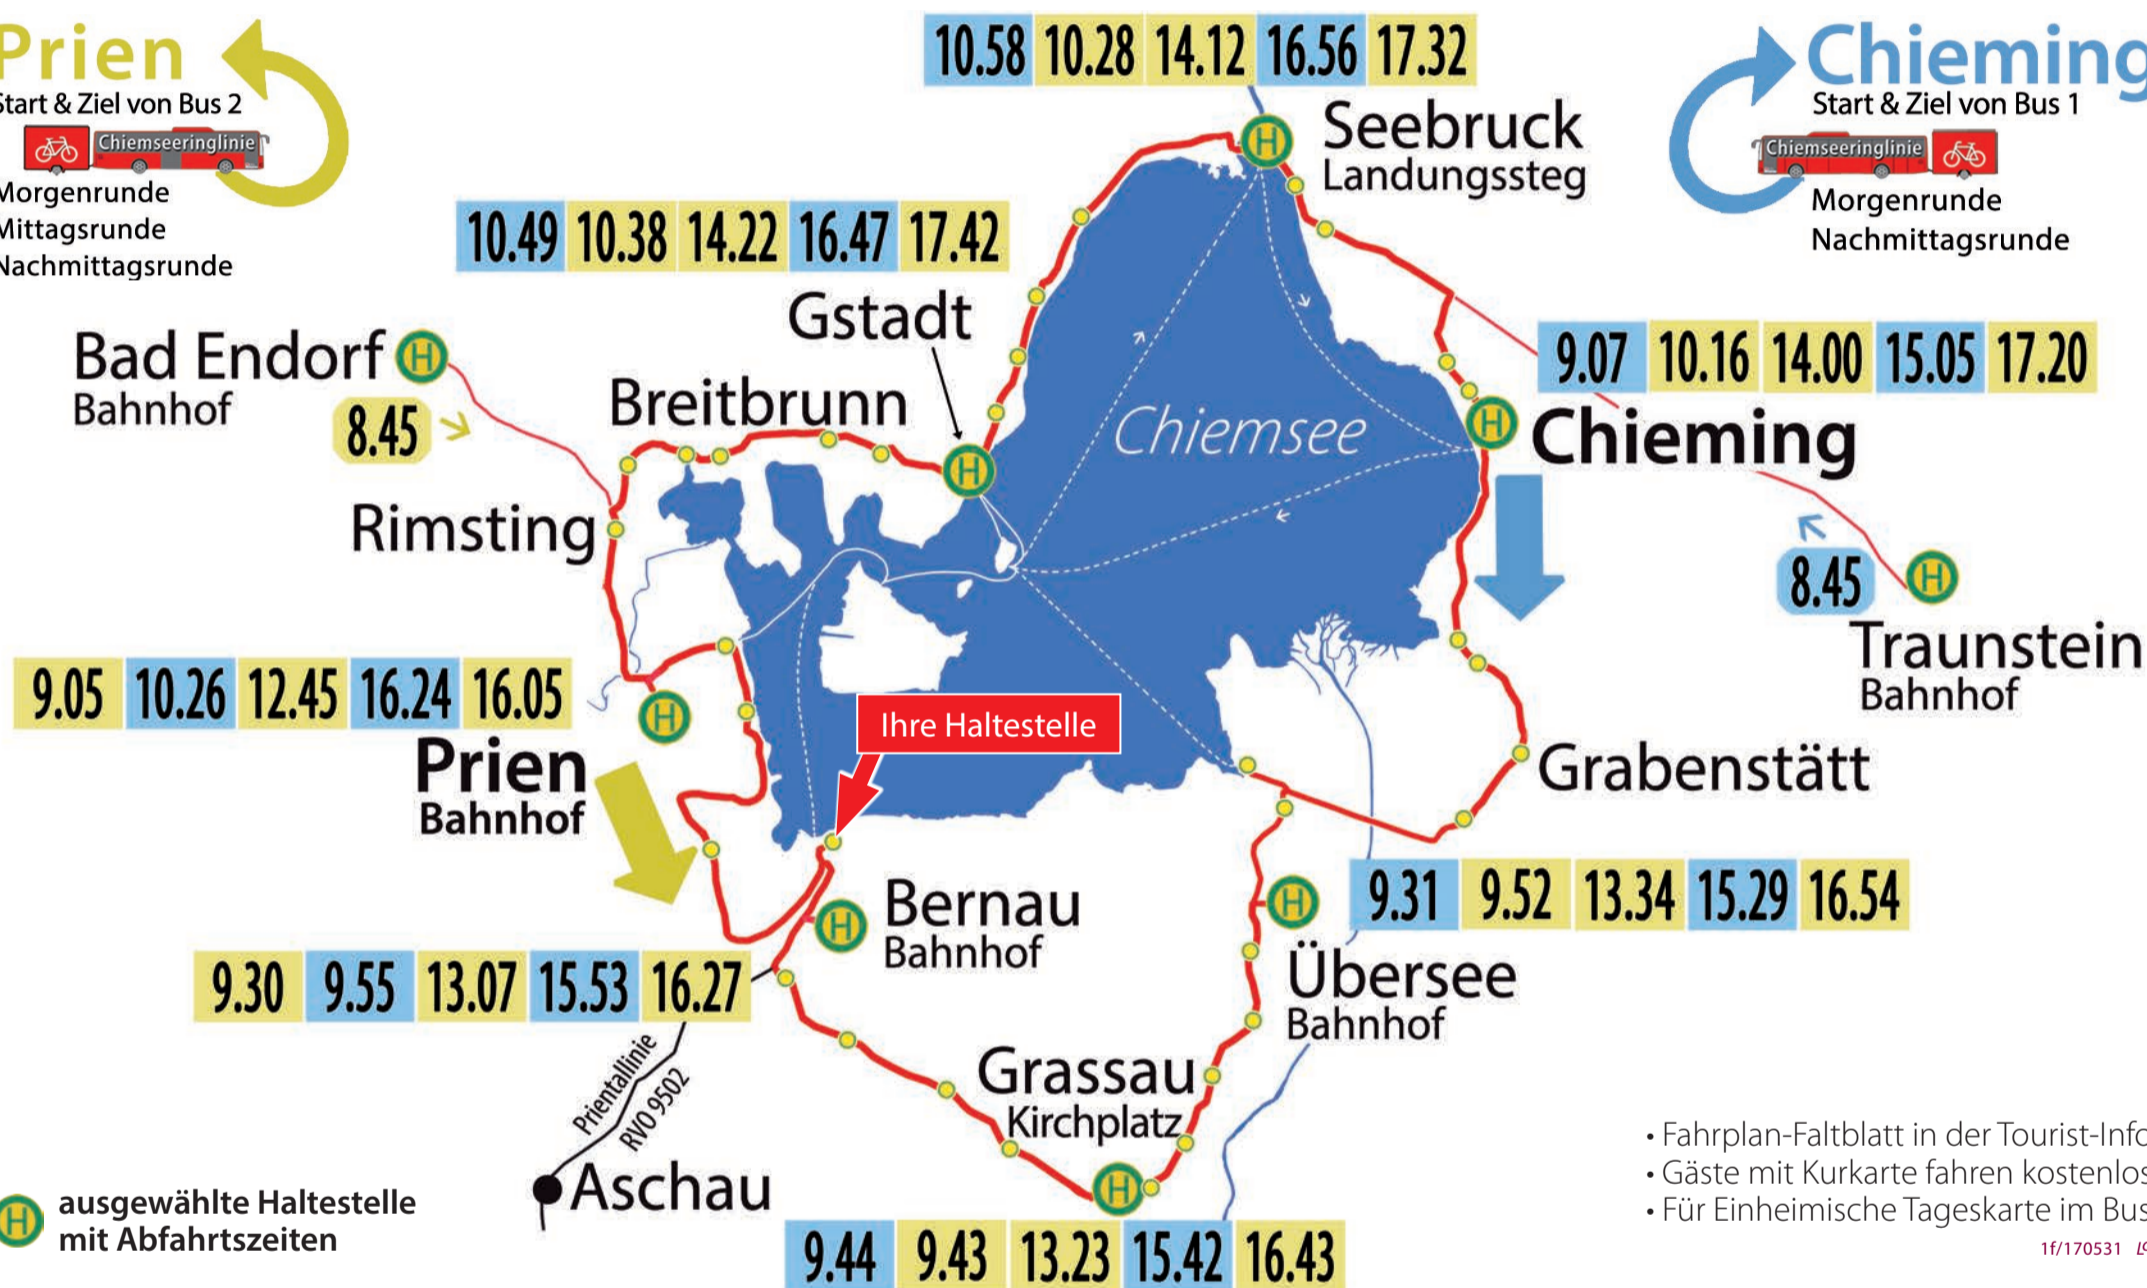 Prien
Start & Ziel von Bus 2
Chiemseeringlinie
Morgenrunde
Mittagsrunde
Nachmittagsrunde
10.58 10.28 14.12 16.56 17.32
Seebruck
Landungssteg
Chieming
Start & Ziel von Bus 1
Chiemseeringlinie
Morgenrunde
Nachmittagsrunde
10.49 10.38 14.22 16.47 17.42
Gstadt
Bad Endorf H
Bahnhof
8.45
Breitbrunn
Rimsting
Chiemsee
9.07 10.16 14.00 15.05 17.20
Chieming
8.45
Traunstein
Bahnhof
9.05 10.26 12.45 16.24 16.05
Prien
Bahnhof
Ihre Haltestelle
Grabenstätt
Bernau
Bahnhof
9.31 9.52 13.34 15.29 16.54
Übersee
Bahnhof
9.30 9.55 13.07 15.53 16.27
Prientallinie
RVO 9502
Aschau
Grassau
Kirchplatz
9.44 9.43 13.23 15.42 16.43
H ausgewählte Haltestelle
mit Abfahrtszeiten
• Fahrplan-Faltblatt in der Tourist-Info
• Gäste mit Kurkarte fahren kostenlos
• Für Einheimische Tageskarte im Bus
1f/170531